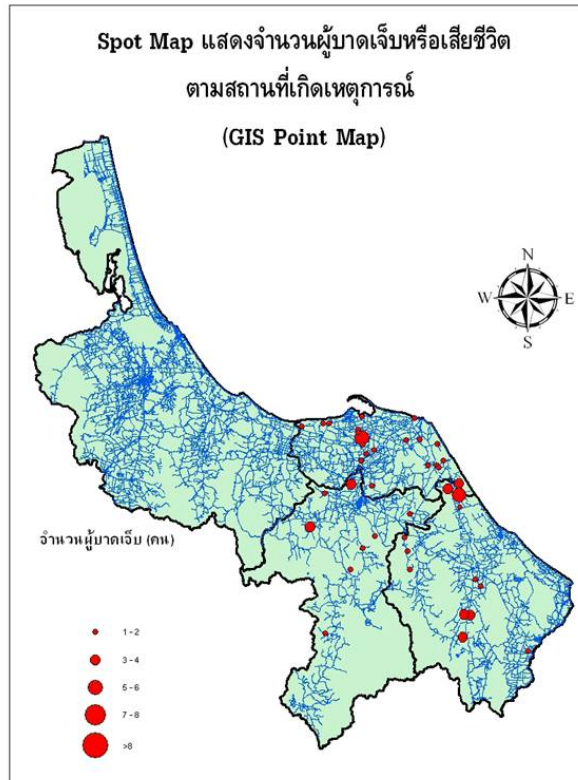 Spot Map แสดงจำนวนผู้บาดเจ็บหรือเสียชีวิต
ตามสถานที่เกิดเหตุการณ์
(GIS Point Map)
N
W E
S
จำนวนผู้บาดเจ็บ (คน)
1 - 2
3 - 4
5 - 6
7 - 8
>8